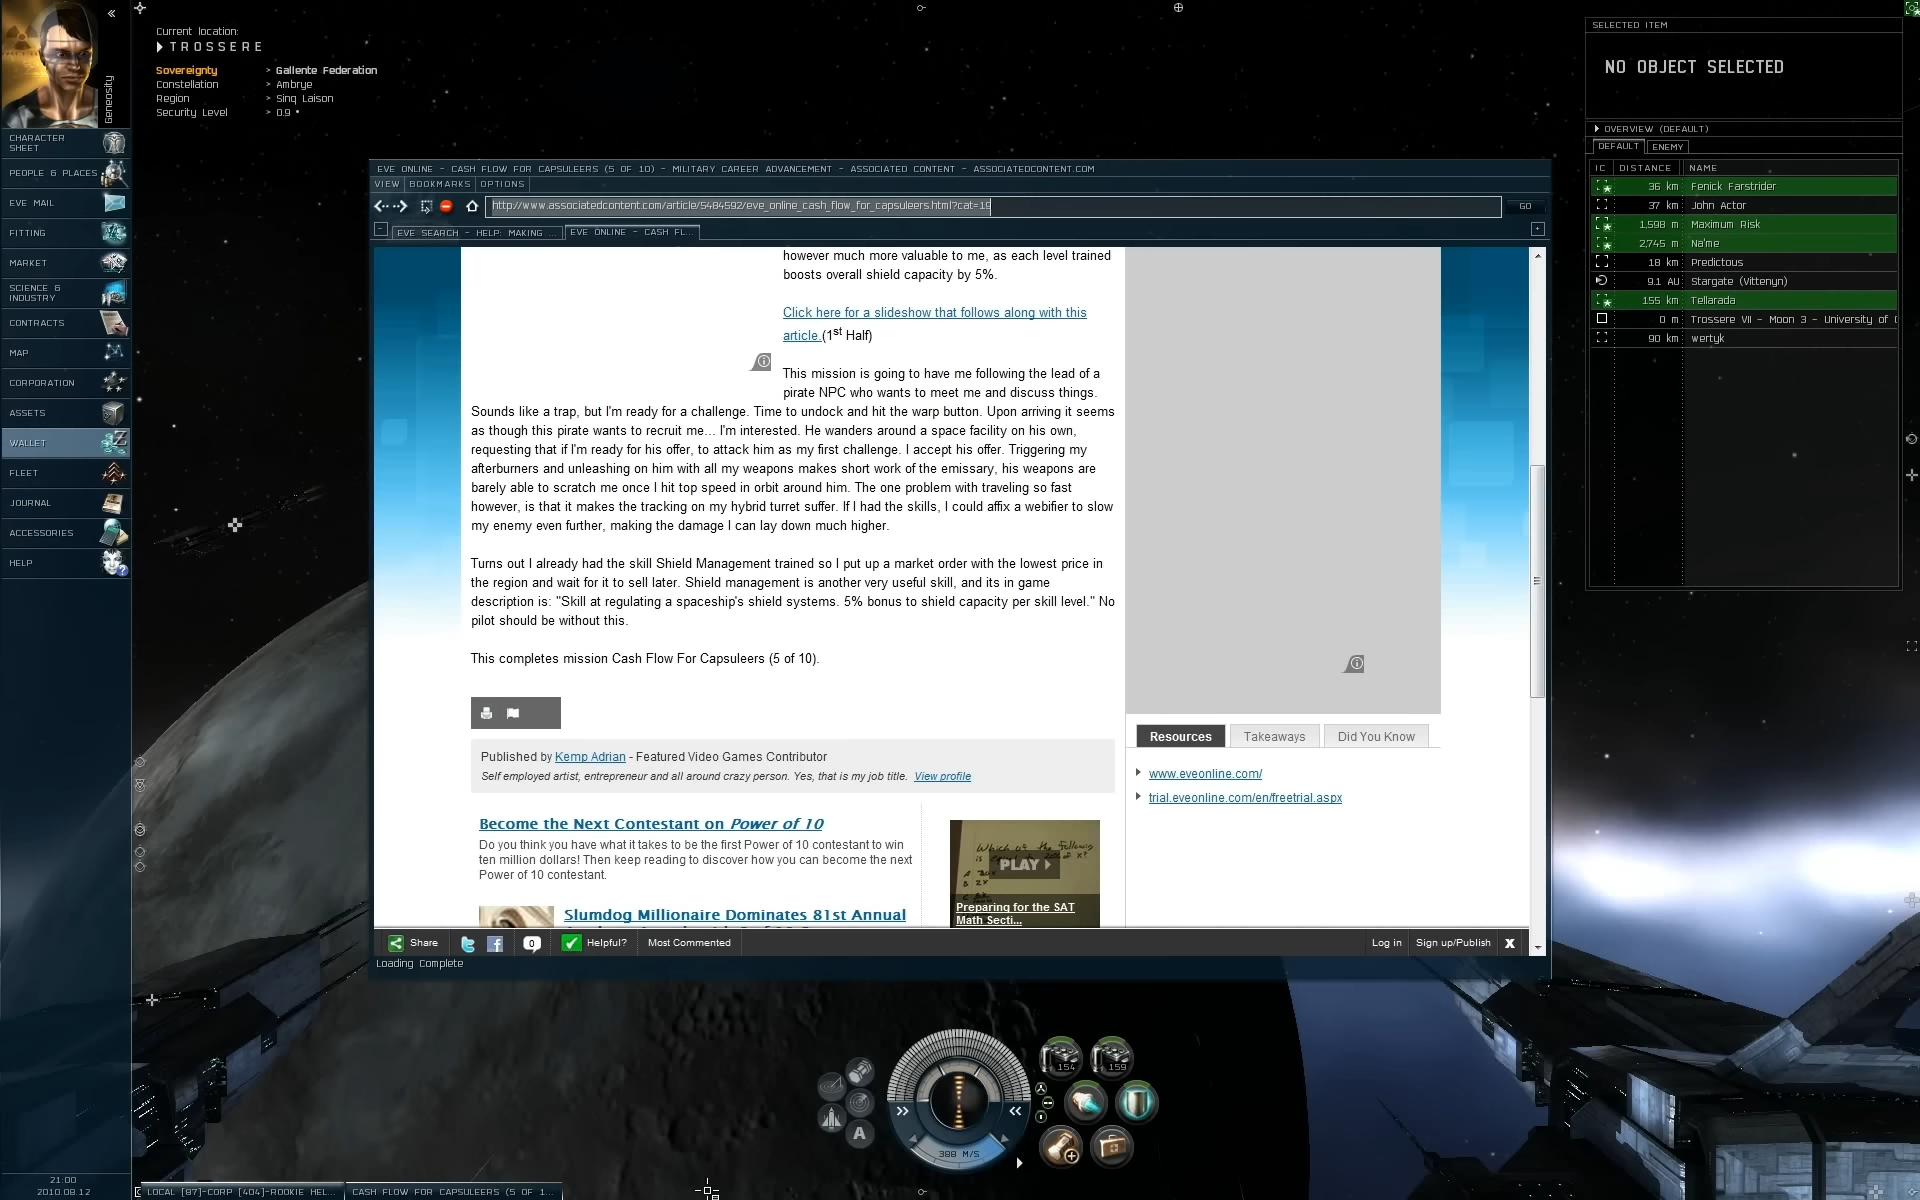 Geneosity
Current location:
TROSSERE
Sovereignty > Gallente Federation
Constellation > Ambrye
Region > Sinq Laison
Security Level > 0.9
CHARACTER SHEET
PEOPLE & PLACES
EVE MAIL
FITTING
MARKET
SCIENCE & INDUSTRY
CONTRACTS
MAP
CORPORATION
ASSETS
WALLET
FLEET
JOURNAL
ACCESSORIES
HELP
21:00
2010.08.12
EVE ONLINE - CASH FLOW FOR CAPSULEERS (5 OF 10) - MILITARY CAREER ADVANCEMENT - ASSOCIATED CONTENT - ASSOCIATEDCONTENT.COM
VIEW BOOKMARKS OPTIONS
http://www.associatedcontent.com/article/5484592/eve_online_cash_flow_for_capsuleers.html?cat=19 GO
EVE SEARCH - HELP: MAKING ... EVE ONLINE - CASH FL...
however much more valuable to me, as each level trained
boosts overall shield capacity by 5%.
Click here for a slideshow that follows along with this
article.(1st Half)
This mission is going to have me following the lead of a
pirate NPC who wants to meet me and discuss things.
Sounds like a trap, but I'm ready for a challenge. Time to undock and hit the warp button. Upon arriving it seems
as though this pirate wants to recruit me... I'm interested. He wanders around a space facility on his own,
requesting that if I'm ready for his offer, to attack him as my first challenge. I accept his offer. Triggering my
afterburners and unleashing on him with all my weapons makes short work of the emissary, his weapons are
barely able to scratch me once I hit top speed in orbit around him. The one problem with traveling so fast
however, is that it makes the tracking on my hybrid turret suffer. If I had the skills, I could affix a webifier to slow
my enemy even further, making the damage I can lay down much higher.
Turns out I already had the skill Shield Management trained so I put up a market order with the lowest price in
the region and wait for it to sell later. Shield management is another very useful skill, and its in game
description is: "Skill at regulating a spaceship's shield systems. 5% bonus to shield capacity per skill level." No
pilot should be without this.
This completes mission Cash Flow For Capsuleers (5 of 10).
Published by Kemp Adrian - Featured Video Games Contributor
Self employed artist, entrepreneur and all around crazy person. Yes, that is my job title. View profile
Become the Next Contestant on Power of 10
Do you think you have what it takes to be the first Power of 10 contestant to win
ten million dollars! Then keep reading to discover how you can become the next
Power of 10 contestant.
Slumdog Millionaire Dominates 81st Annual
Which of the following
PLAY
Preparing for the SAT
Math Secti...
Resources Takeaways Did You Know
www.eveonline.com/
trial.eveonline.com/en/freetrial.aspx
Share 0 Helpful? Most Commented Log in Sign up/Publish X
Loading Complete
SELECTED ITEM
NO OBJECT SELECTED
OVERVIEW (DEFAULT)
DEFAULT ENEMY
IC DISTANCE NAME
36 km Fenick Farstrider
37 km John Actor
1,598 m Maximum Risk
2,745 m Na'me
18 km Predictous
9.1 AU Stargate (Vittenyn)
155 km Tellarada
0 m Trossere VII - Moon 3 - University of
90 km wertyk
154 159
A
388 M/S
LOCAL [87]-CORP [404]-ROOKIE HEL... CASH FLOW FOR CAPSULEERS (5 OF 1...